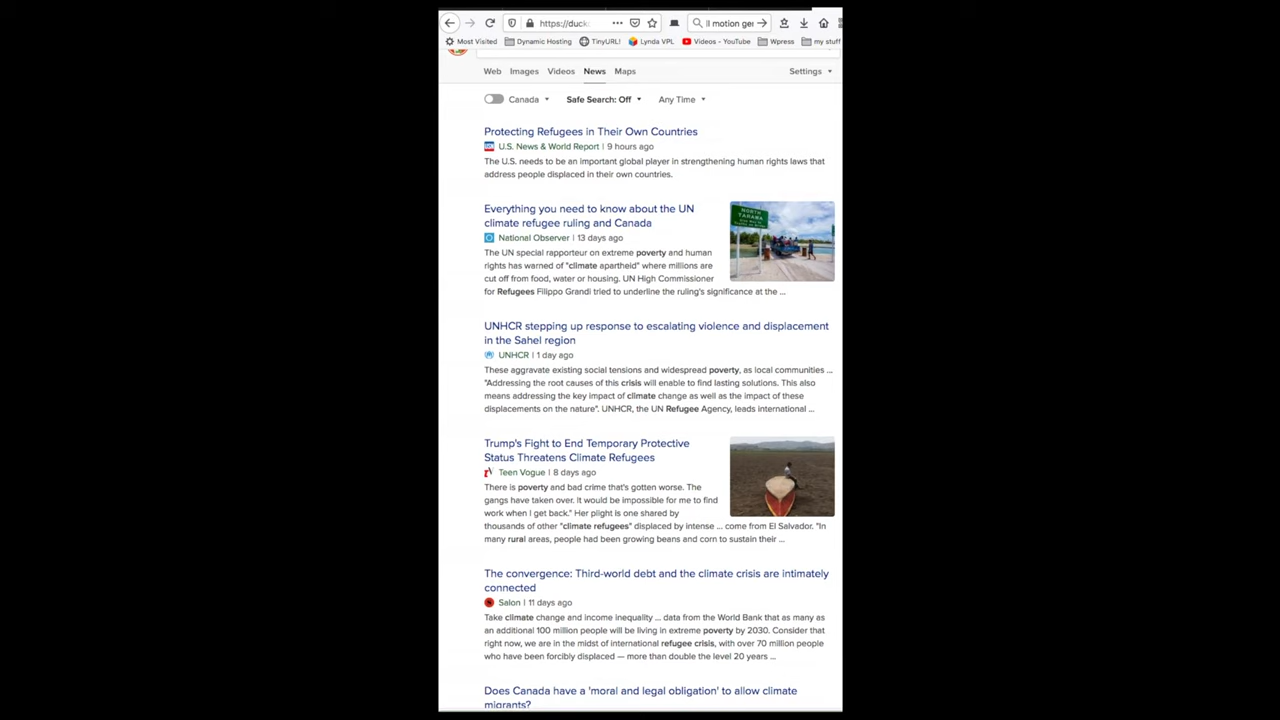 https://duck
ll motion ger
Most Visited Dynamic Hosting TinyURL! Lynda VPL Videos - YouTube Wpress my stuff
Web Images Videos News Maps Settings
Canada Safe Search: Off Any Time
Protecting Refugees in Their Own Countries
U.S. News & World Report | 9 hours ago
The U.S. needs to be an important global player in strengthening human rights laws that
address people displaced in their own countries.
Everything you need to know about the UN
climate refugee ruling and Canada
National Observer | 13 days ago
The UN special rapporteur on extreme poverty and human
rights has warned of "climate apartheid" where millions are
cut off from food, water or housing. UN High Commissioner
for Refugees Filippo Grandi tried to underline the ruling's significance at the ...
NORTH
TARAWA
UNHCR stepping up response to escalating violence and displacement
in the Sahel region
UNHCR | 1 day ago
These aggravate existing social tensions and widespread poverty, as local communities ...
"Addressing the root causes of this crisis will enable to find lasting solutions. This also
means addressing the key impact of climate change as well as the impact of these
displacements on the nature". UNHCR, the UN Refugee Agency, leads international ...
Trump's Fight to End Temporary Protective
Status Threatens Climate Refugees
Teen Vogue | 8 days ago
There is poverty and bad crime that's gotten worse. The
gangs have taken over. It would be impossible for me to find
work when I get back." Her plight is one shared by
thousands of other "climate refugees" displaced by intense ... come from El Salvador. "In
many rural areas, people had been growing beans and corn to sustain their ...
The convergence: Third-world debt and the climate crisis are intimately
connected
Salon | 11 days ago
Take climate change and income inequality ... data from the World Bank that as many as
an additional 100 million people will be living in extreme poverty by 2030. Consider that
right now, we are in the midst of international refugee crisis, with over 70 million people
who have been forcibly displaced — more than double the level 20 years ...
Does Canada have a 'moral and legal obligation' to allow climate
migrants?